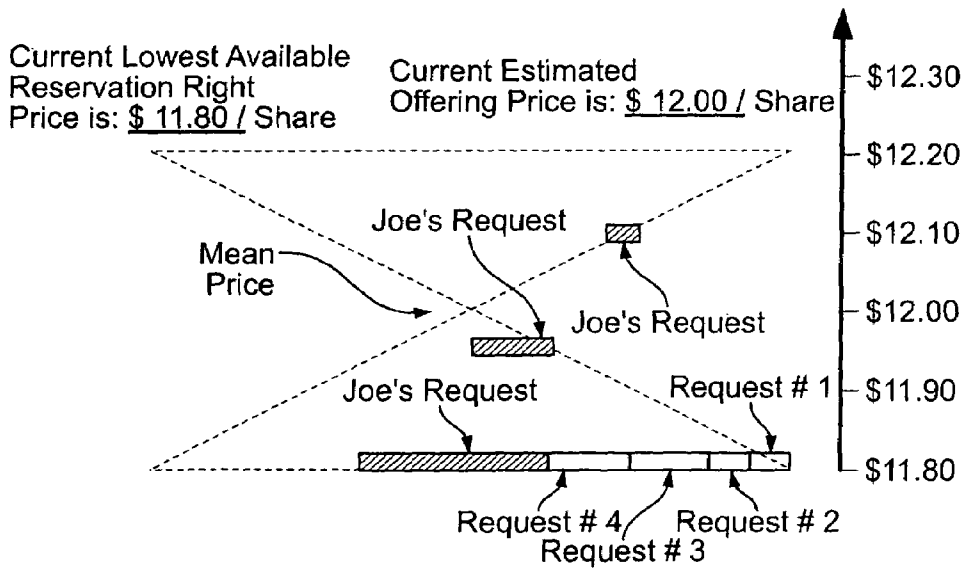 Current Lowest Available
Reservation Right
Price is: $ 11.80 / Share
Current Estimated
Offering Price is: $ 12.00 / Share
$12.30
$12.20
Joe's Request
$12.10
Mean
Price
$12.00
Joe's Request
Request # 1
$11.90
Joe's Request
$11.80
Request # 4
Request # 2
Request # 3